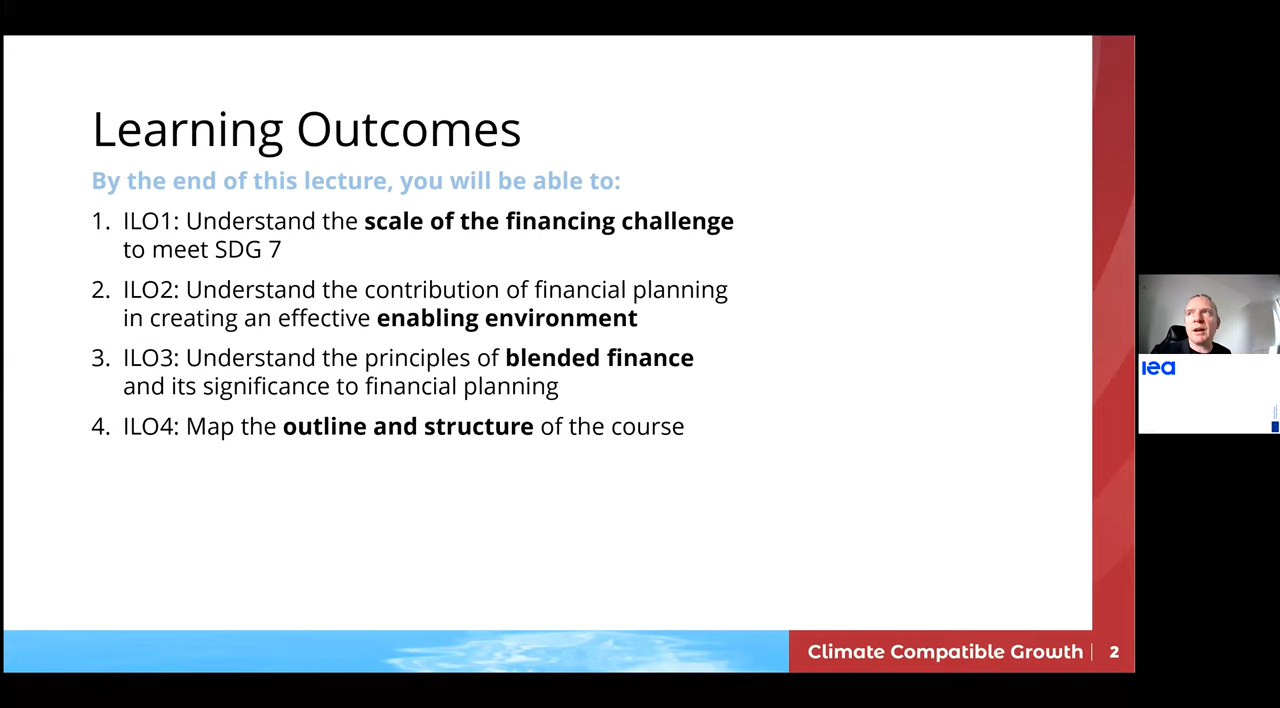 Learning Outcomes
By the end of this lecture, you will be able to:
1. ILO1: Understand the scale of the financing challenge
to meet SDG 7
2. ILO2: Understand the contribution of financial planning
in creating an effective enabling environment
3. ILO3: Understand the principles of blended finance
and its significance to financial planning
4. ILO4: Map the outline and structure of the course
Climate Compatible Growth | 2
iea